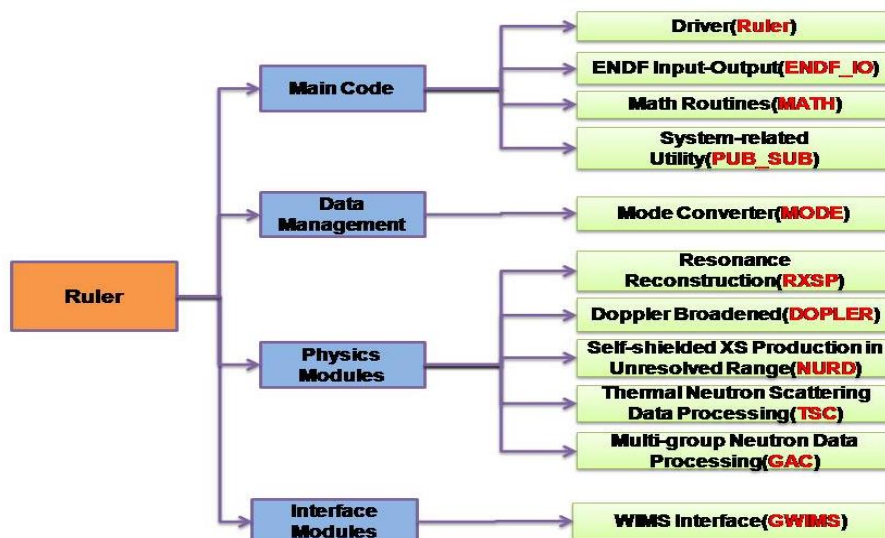 Ruler
Main Code
Data
Management
Physics
Modules
Interface
Modules
Driver(Ruler)
ENDF Input-Output(ENDF_IO)
Math Routines(MATH)
System-related
Utility(PUB_SUB)
Mode Converter(MODE)
Resonance
Reconstruction(RXSP)
Doppler Broadened(DOPLER)
Self-shielded XS Production in
Unresolved Range(NURD)
Thermal Neutron Scattering
Data Processing(TSC)
Multi-group Neutron Data
Processing(GAC)
WIMS Interface(GWIMS)